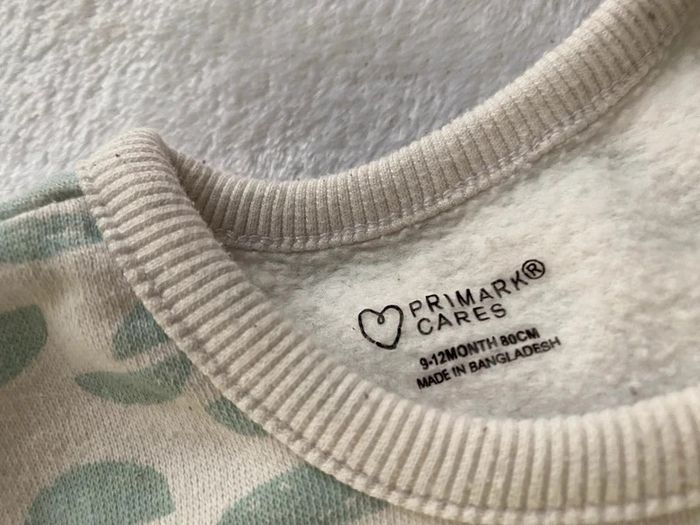 PRIMARK®
CARES
9-12MONTH 80CM
MADE IN BANGLADESH